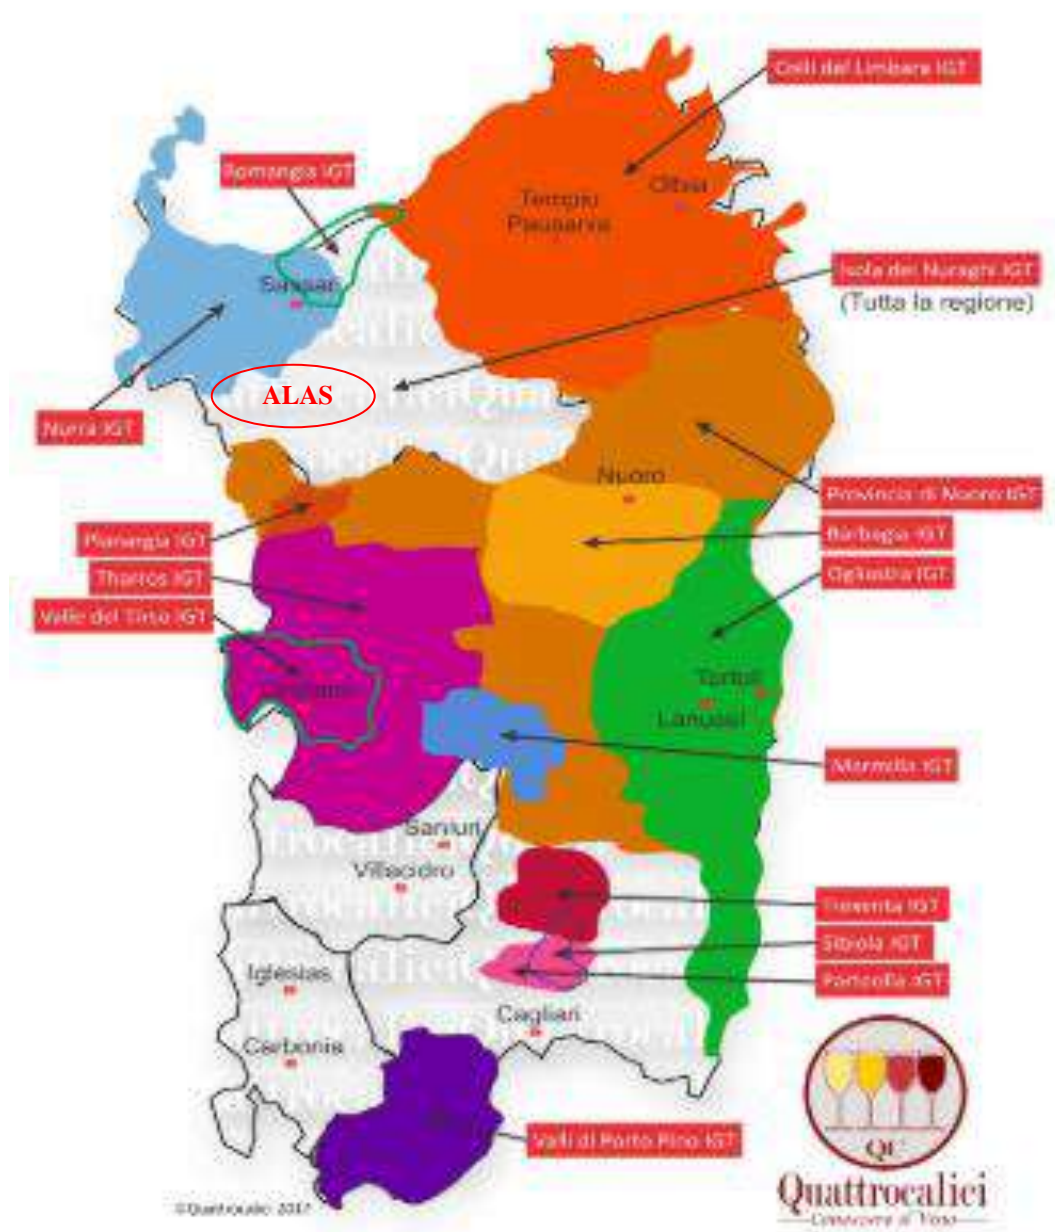 Colli del Limbara IGT
Romangia IGT
Olbia
Tempio
Pausania
Isola dei Nuraghi IGT
(Tutta la regione)
Sassari
ALAS
Nurra IGT
Nuoro
Provincia di Nuoro IGT
Planargia IGT
Barbagia IGT
Tharros IGT
Ogliastra IGT
Valle del Tirso IGT
Tortolì
Lanusei
Marmilla IGT
Sanluri
Villacidro
Trexenta IGT
Sibiola IGT
Iglesias
Parteolla IGT
Cagliari
Carbonia
Valli di Porto Pino IGT
QC
Quattrocalici
Conoscere il Vino
©Quattrocalici 2017